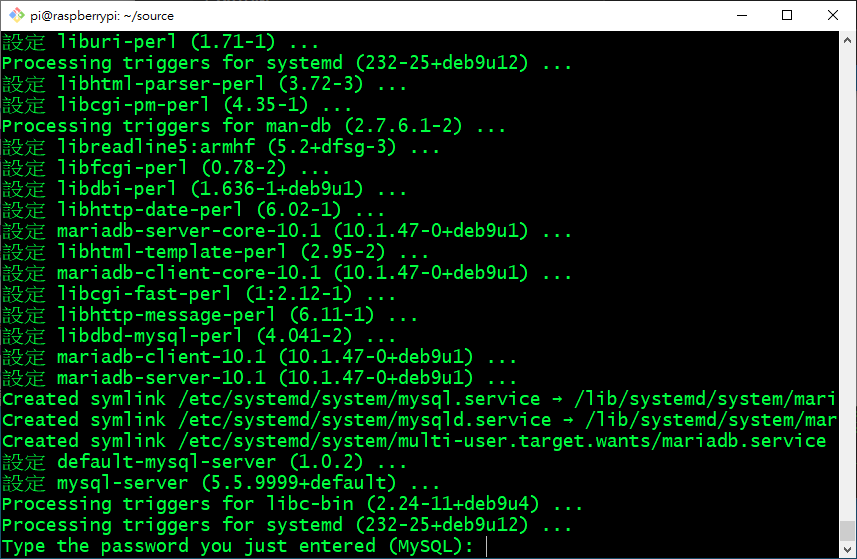 pi@raspberrypi: ~/source
設定 liburi-perl (1.71-1) ...
Processing triggers for systemd (232-25+deb9u12) ...
設定 libhtml-parser-perl (3.72-3) ...
設定 libcgi-pm-perl (4.35-1) ...
Processing triggers for man-db (2.7.6.1-2) ...
設定 libreadline5:armhf (5.2+dfsg-3) ...
設定 libfcgi-perl (0.78-2) ...
設定 libdbi-perl (1.636-1+deb9u1) ...
設定 libhttp-date-perl (6.02-1) ...
設定 mariadb-server-core-10.1 (10.1.47-0+deb9u1) ...
設定 libhtml-template-perl (2.95-2) ...
設定 mariadb-client-core-10.1 (10.1.47-0+deb9u1) ...
設定 libcgi-fast-perl (1:2.12-1) ...
設定 libhttp-message-perl (6.11-1) ...
設定 libdbd-mysql-perl (4.041-2) ...
設定 mariadb-client-10.1 (10.1.47-0+deb9u1) ...
設定 mariadb-server-10.1 (10.1.47-0+deb9u1) ...
Created symlink /etc/systemd/system/mysql.service → /lib/systemd/system/mari
Created symlink /etc/systemd/system/mysqld.service → /lib/systemd/system/mar
Created symlink /etc/systemd/system/multi-user.target.wants/mariadb.service
設定 default-mysql-server (1.0.2) ...
設定 mysql-server (5.5.9999+default) ...
Processing triggers for libc-bin (2.24-11+deb9u4) ...
Processing triggers for systemd (232-25+deb9u12) ...
Type the password you just entered (MySQL):